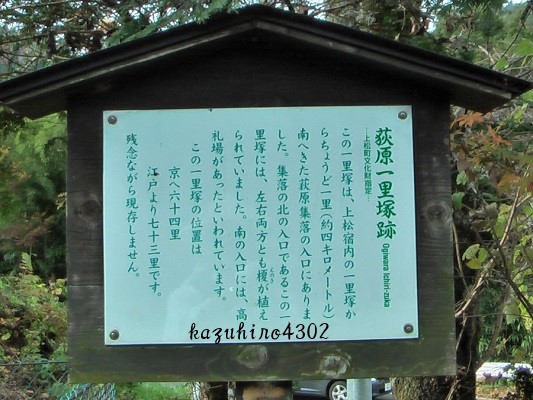 荻原一里塚跡
Ogiwara Ichiri-zuka
…上松町文化財指定…
この一里塚は、上松宿内の一里塚か
らちょうど一里(約四キロメートル)
南へきた荻原集落の入口にありま
した。集落の北の入口であるこの一
里塚には、左右両方とも榎が植え
えのき
られていました。南の入口には、高
札場があったといわれています。
この一里塚の位置は
京へ六十四里
江戸より七十三里です。
残念ながら現存しません。
kazuhiro4302